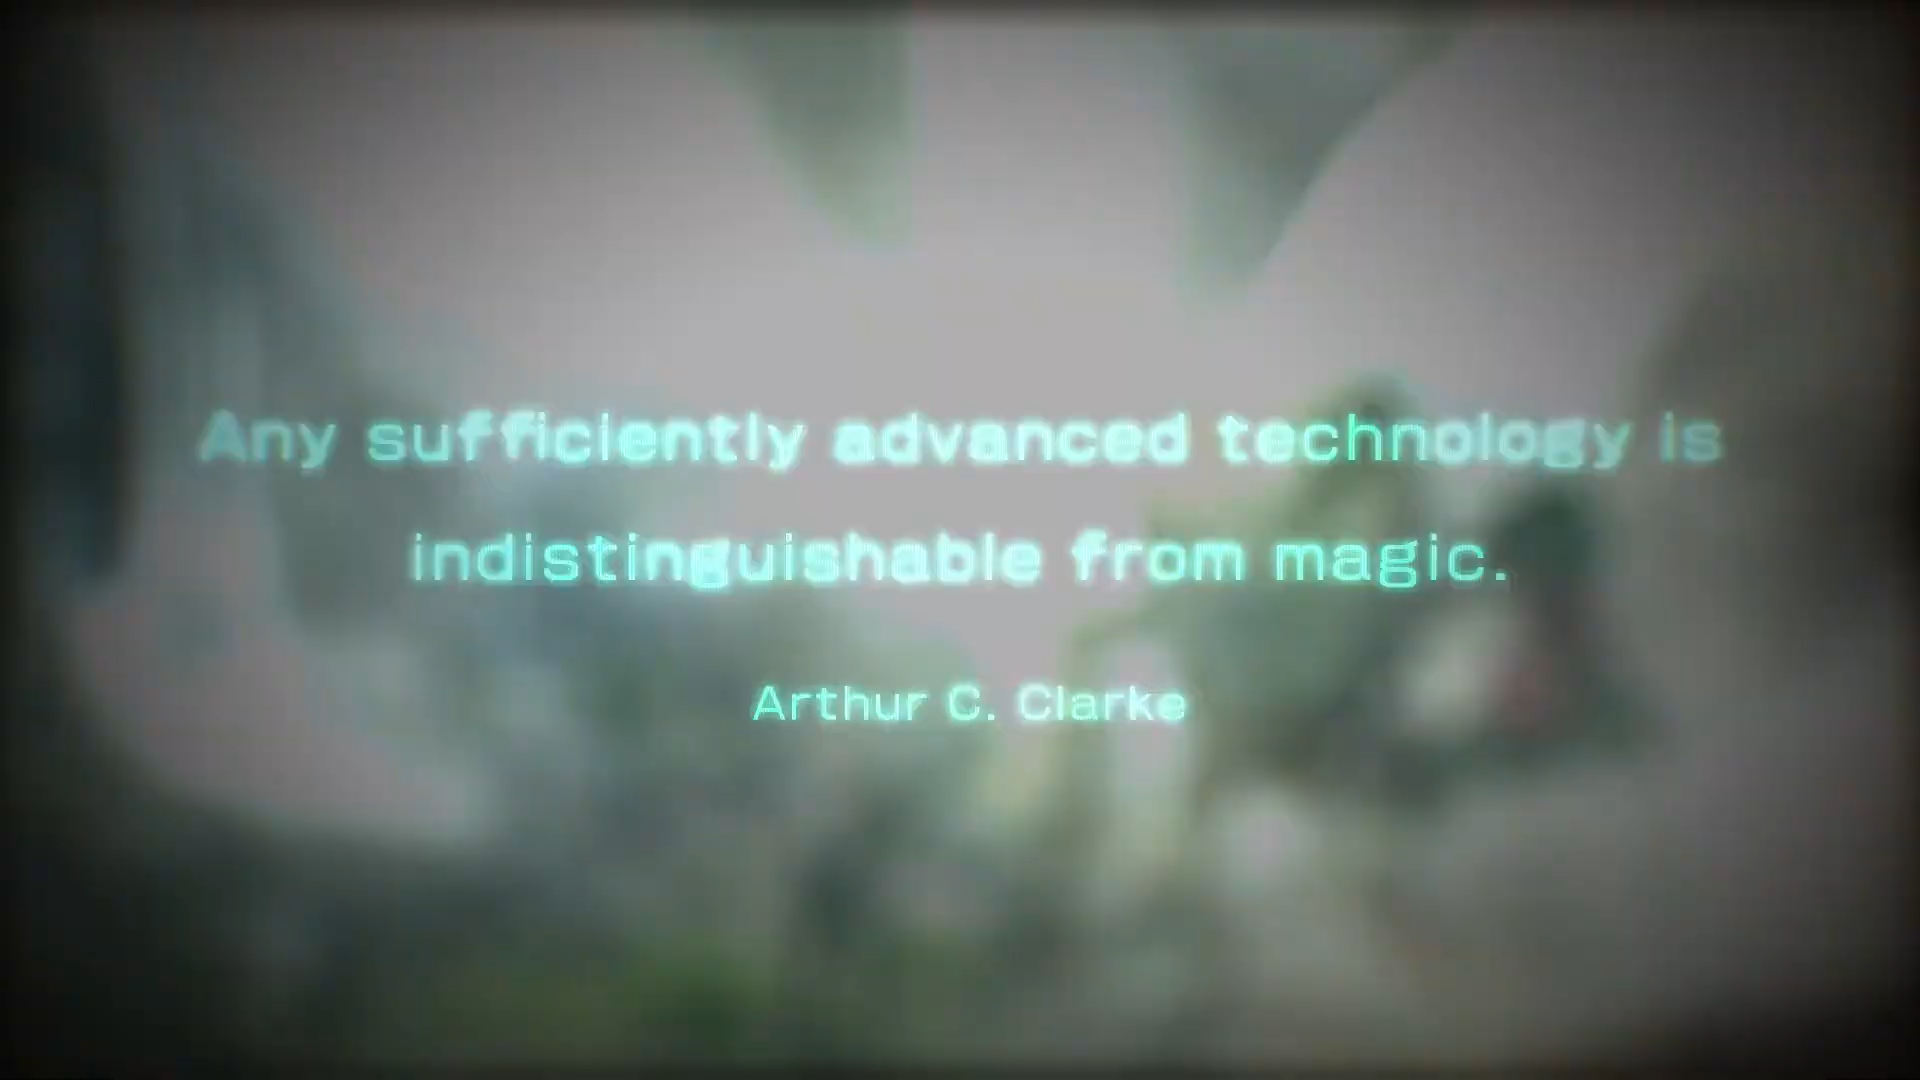 Any sufficiently advanced technology is
indistinguishable from magic.
Arthur C. Clarke